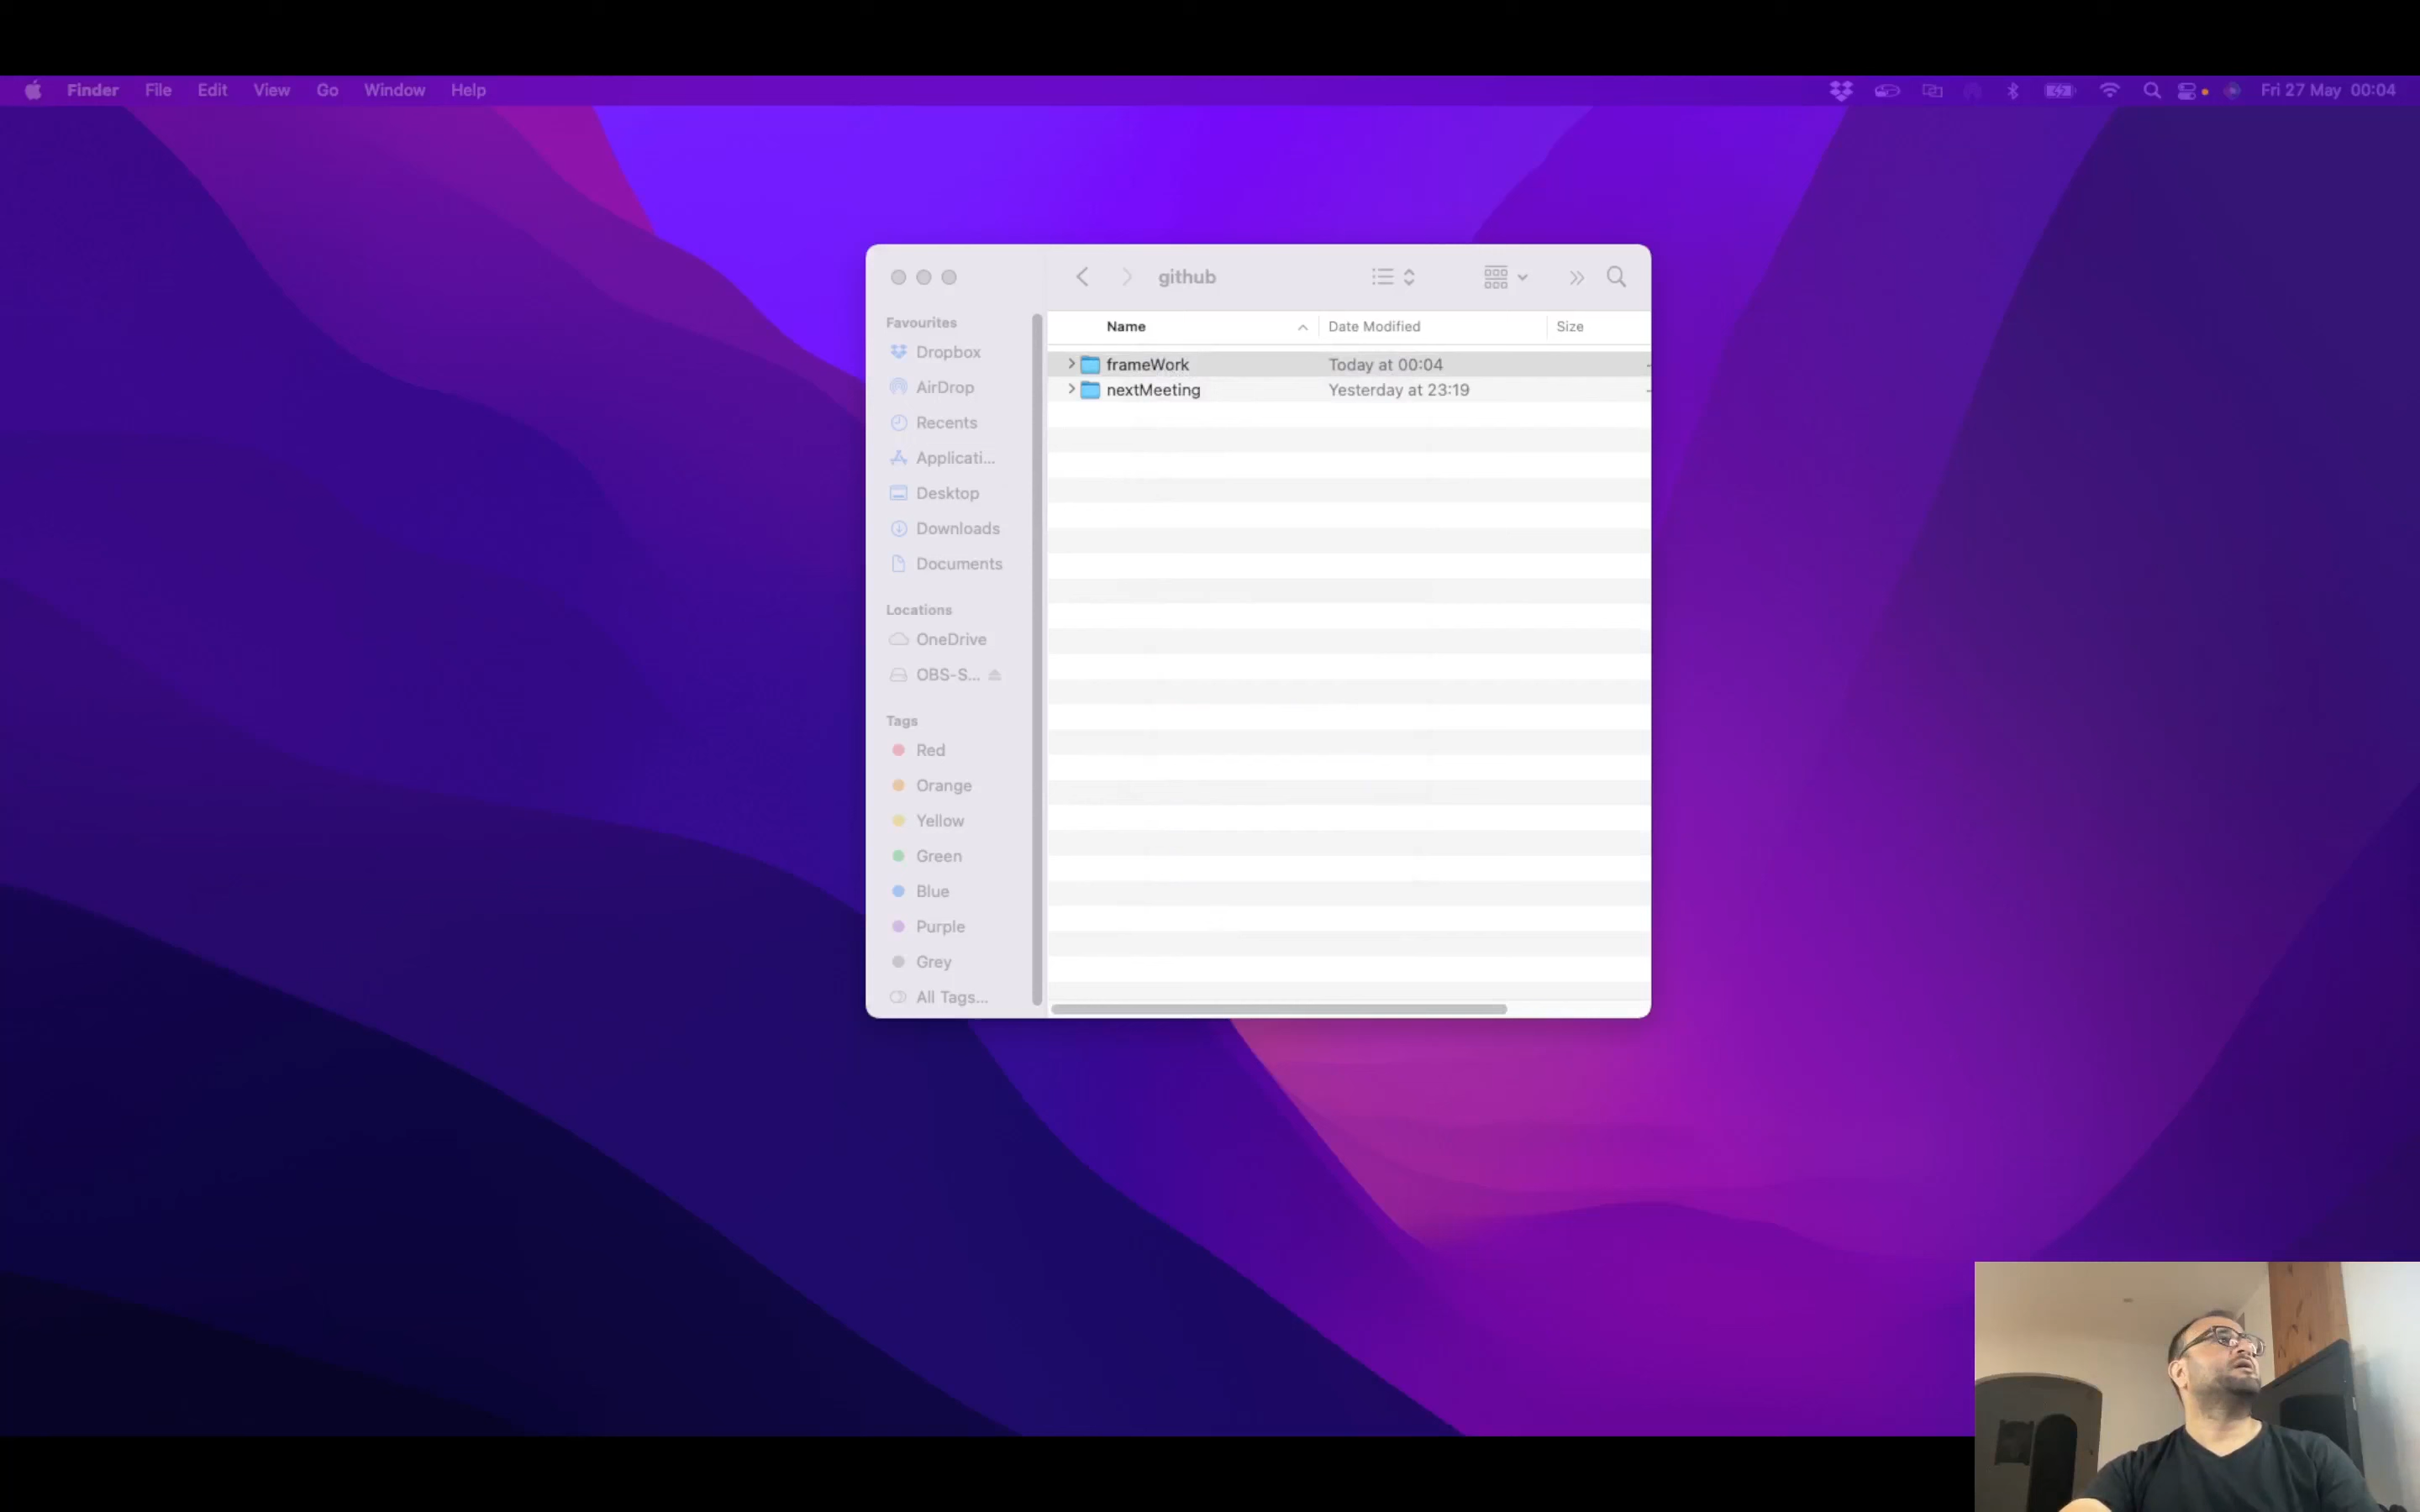 Finder File Edit View Go Window Help Fri 27 May 00:04
github
Favourites
Dropbox
AirDrop
Recents
Applicati...
Desktop
Downloads
Documents
Locations
OneDrive
OBS-S...
Tags
Red
Orange
Yellow
Green
Blue
Purple
Grey
All Tags...
Name Date Modified Size
frameWork Today at 00:04
nextMeeting Yesterday at 23:19